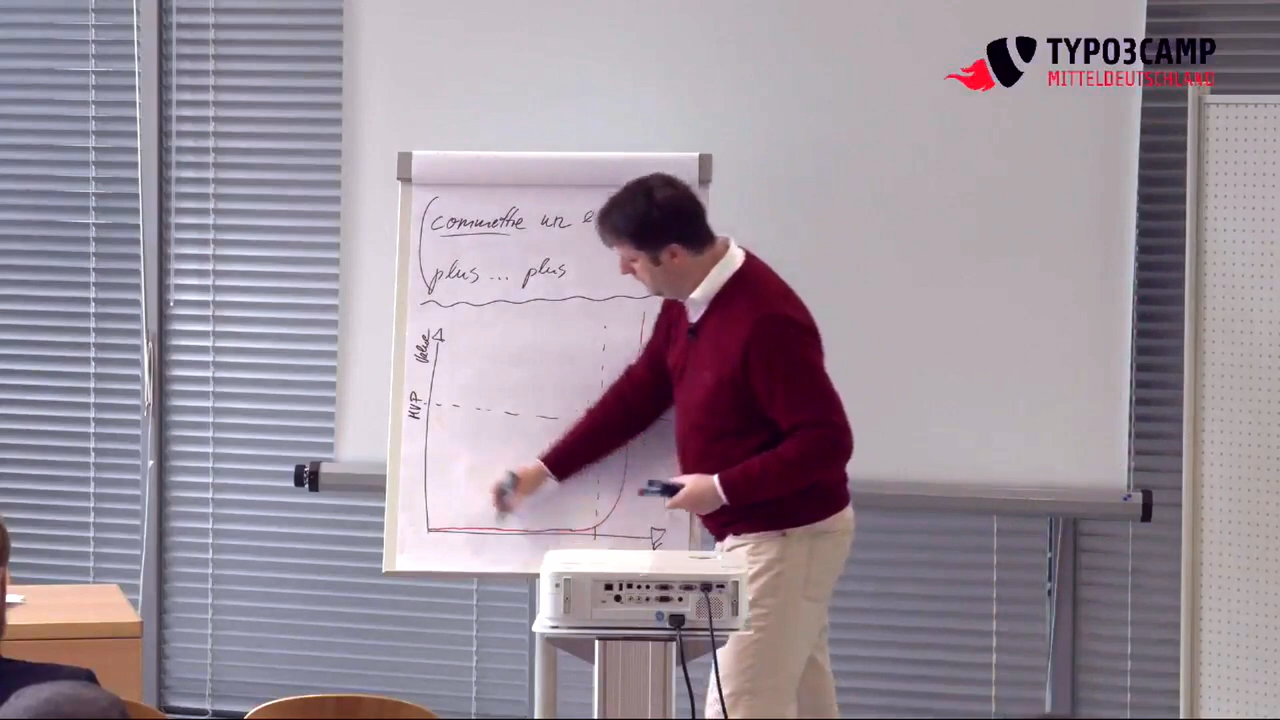 TYPO3CAMP
MITTELDEUTSCHLAND
(commettre un
plus ... plus
Value
MVP